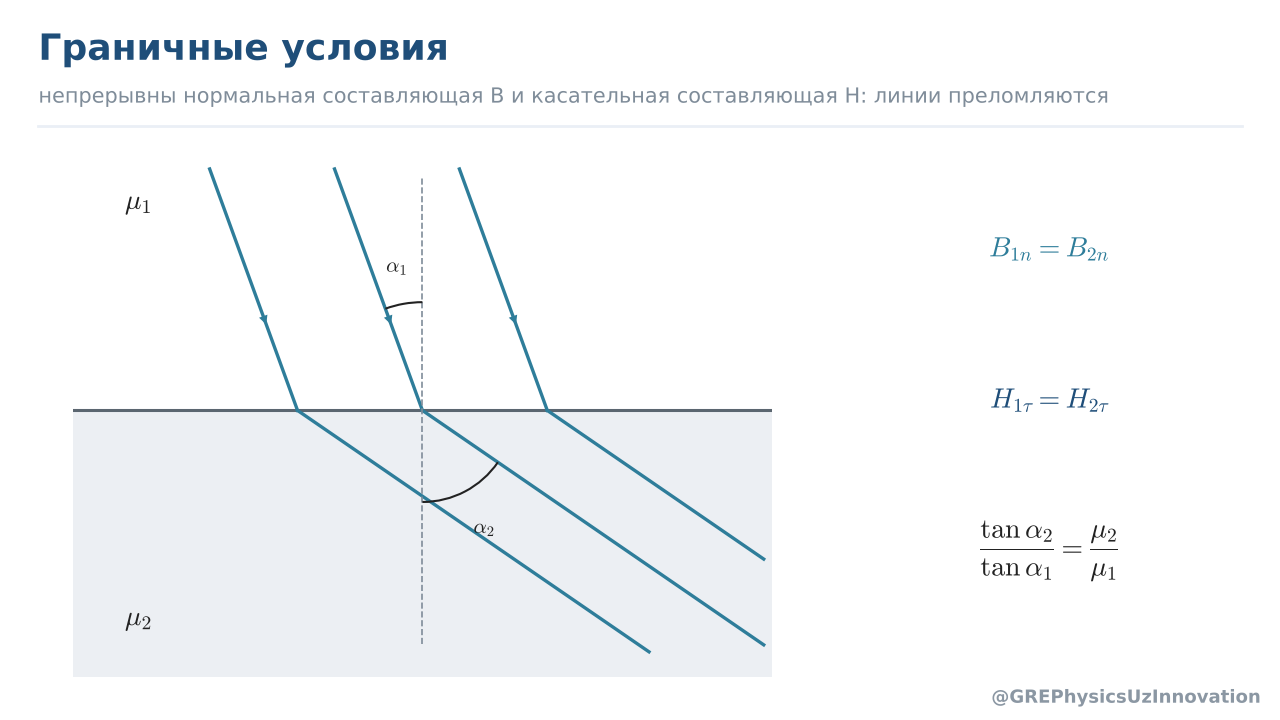 Граничные условия
непрерывны нормальная составляющая B и касательная составляющая H: линии преломляются
μ₁
α₁
B₁ₙ = B₂ₙ
H₁τ = H₂τ
α₂
tan α₂ / tan α₁ = μ₂ / μ₁
μ₂
@GREPhysicsUzInnovation